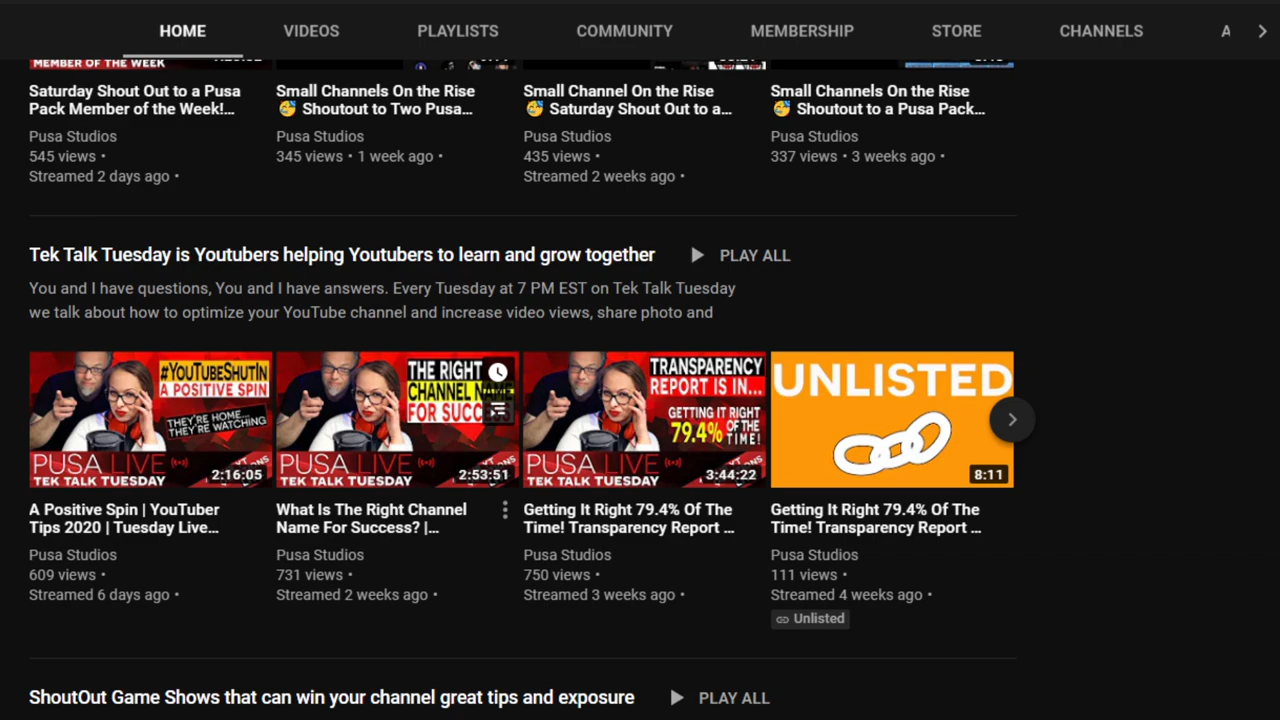 HOME VIDEOS PLAYLISTS COMMUNITY MEMBERSHIP STORE CHANNELS A
MEMBER OF THE WEEK
Saturday Shout Out to a Pusa
Pack Member of the Week!...
Pusa Studios
545 views •
Streamed 2 days ago •
Small Channels On the Rise
🥳 Shoutout to Two Pusa...
Pusa Studios
345 views • 1 week ago •
Small Channel On the Rise
🥳 Saturday Shout Out to a...
Pusa Studios
435 views •
Streamed 2 weeks ago •
Small Channels On the Rise
🥳 Shoutout to a Pusa Pack...
Pusa Studios
337 views • 3 weeks ago •
Tek Talk Tuesday is Youtubers helping Youtubers to learn and grow together PLAY ALL
You and I have questions, You and I have answers. Every Tuesday at 7 PM EST on Tek Talk Tuesday
we talk about how to optimize your YouTube channel and increase video views, share photo and
#YOUTUBESHUTIN
A POSITIVE SPIN
THEY'RE HOME...
THEY'RE WATCHING
PUSA LIVE
TEK TALK TUESDAY
2:16:05
A Positive Spin | YouTuber
Tips 2020 | Tuesday Live...
Pusa Studios
609 views •
Streamed 6 days ago •
THE RIGHT
CHANNEL NAME
FOR SUCCESS
PUSA LIVE
TEK TALK TUESDAY
2:53:51
What Is The Right Channel
Name For Success? |...
Pusa Studios
731 views •
Streamed 2 weeks ago •
TRANSPARENCY
REPORT IS IN...
GETTING IT RIGHT
79.4% OF THE
TIME!
PUSA LIVE
TEK TALK TUESDAY
3:44:22
Getting It Right 79.4% Of The
Time! Transparency Report ...
Pusa Studios
750 views •
Streamed 3 weeks ago •
UNLISTED
8:11
Getting It Right 79.4% Of The
Time! Transparency Report ...
Pusa Studios
111 views •
Streamed 4 weeks ago •
Unlisted
ShoutOut Game Shows that can win your channel great tips and exposure PLAY ALL